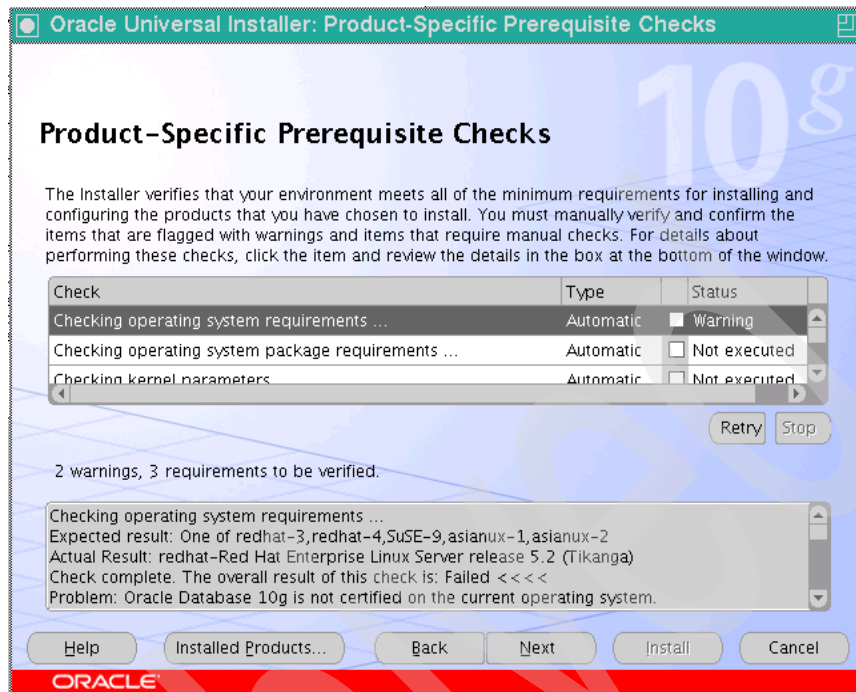 Oracle Universal Installer: Product-Specific Prerequisite Checks
10g
Product-Specific Prerequisite Checks
The Installer verifies that your environment meets all of the minimum requirements for installing and
configuring the products that you have chosen to install. You must manually verify and confirm the
items that are flagged with warnings and items that require manual checks. For details about
performing these checks, click the item and review the details in the box at the bottom of the window.
Check Type Status
Checking operating system requirements ... Automatic Warning
Checking operating system package requirements ... Automatic Not executed
Checking kernel parameters Automatic Not executed
Retry Stop
2 warnings, 3 requirements to be verified.
Checking operating system requirements ...
Expected result: One of redhat-3,redhat-4,SuSE-9,asianux-1,asianux-2
Actual Result: redhat-Red Hat Enterprise Linux Server release 5.2 (Tikanga)
Check complete. The overall result of this check is: Failed <<<<
Problem: Oracle Database 10g is not certified on the current operating system.
Help Installed Products... Back Next Install Cancel
ORACLE